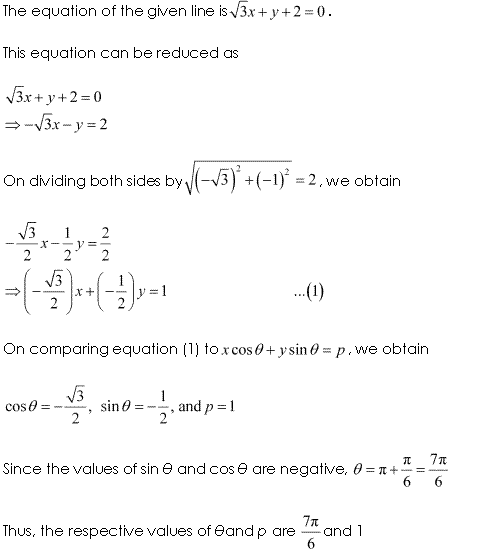 The equation of the given line is √3x + y + 2 = 0 .
This equation can be reduced as
√3x + y + 2 = 0
⇒ −√3x − y = 2
On dividing both sides by √((−√3)² + (−1)²) = 2 , we obtain
−√3/2 x − 1/2 y = 2/2
⇒ (−√3/2)x + (−1/2)y = 1 ...(1)
On comparing equation (1) to x cos θ + y sin θ = p , we obtain
cos θ = −√3/2 , sin θ = −1/2 , and p = 1
Since the values of sin θ and cos θ are negative, θ = π + π/6 = 7π/6
Thus, the respective values of θand p are 7π/6 and 1